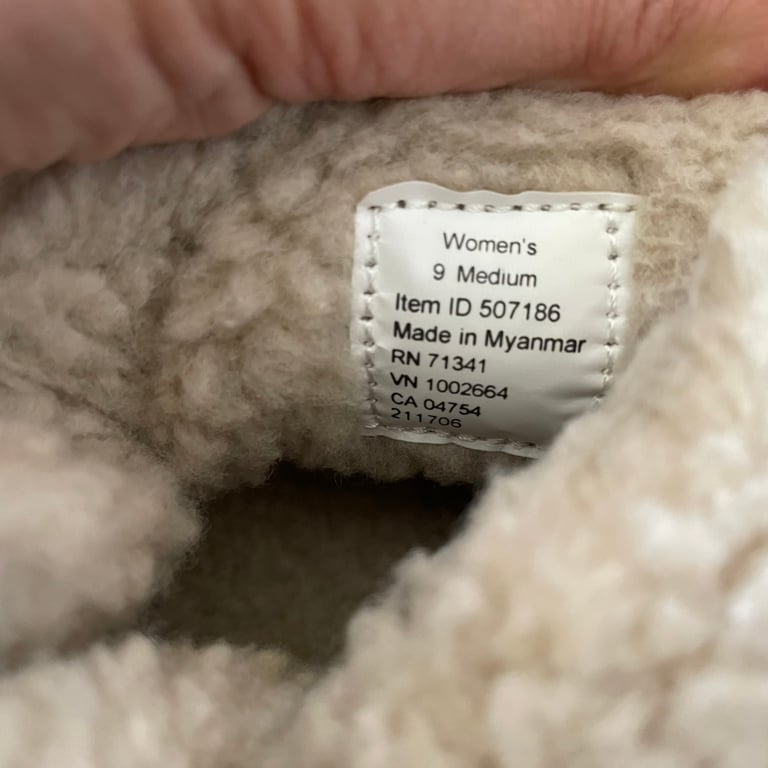 Women's
9 Medium
Item ID 507186
Made in Myanmar
RN 71341
VN 1002664
CA 04754
211706